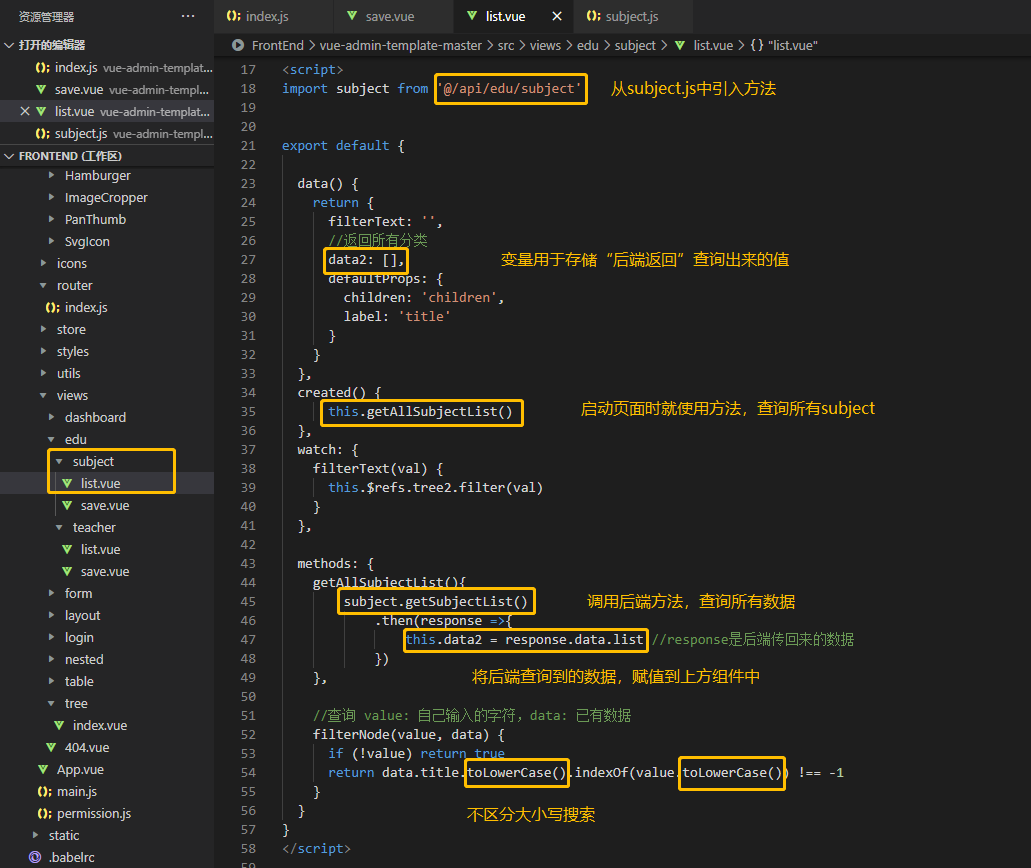 资源管理器 ···
打开的编辑器
index.js vue-admin-templat...
save.vue vue-admin-templ...
list.vue vue-admin-templat...
subject.js vue-admin-templ...
FRONTEND (工作区)
Hamburger
ImageCropper
PanThumb
SvgIcon
icons
router
index.js
store
styles
utils
views
dashboard
edu
subject
list.vue
save.vue
teacher
list.vue
save.vue
form
layout
login
nested
table
tree
index.vue
404.vue
App.vue
main.js
permission.js
static
.babelrc
index.js save.vue list.vue subject.js
FrontEnd > vue-admin-template-master > src > views > edu > subject > list.vue > {} "list.vue"
17 <script>
18 import subject from '@/api/edu/subject' 从subject.js中引入方法
19
20
21 export default {
22
23 data() {
24 return {
25 filterText: '',
26 //返回所有分类
27 data2: [], 变量用于存储“后端返回”查询出来的值
28 defaultProps: {
29 children: 'children',
30 label: 'title'
31 }
32 }
33 },
34 created() {
35 this.getAllSubjectList() 启动页面时就使用方法，查询所有subject
36 },
37 watch: {
38 filterText(val) {
39 this.$refs.tree2.filter(val)
40 }
41 },
42
43 methods: {
44 getAllSubjectList(){
45 subject.getSubjectList() 调用后端方法，查询所有数据
46 .then(response =>{
47 this.data2 = response.data.list //response是后端传回来的数据
48 })
49 }, 将后端查询到的数据，赋值到上方组件中
50
51 //查询 value: 自己输入的字符，data: 已有数据
52 filterNode(value, data) {
53 if (!value) return true
54 return data.title.toLowerCase().indexOf(value.toLowerCase()) !== -1
55 }
56 } 不区分大小写搜索
57 }
58 </script>
59